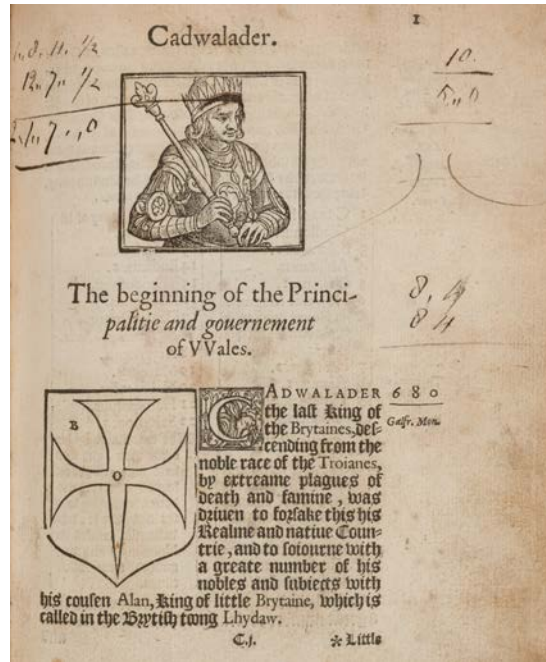 1
Cadwalader.
10.
8, 4
8 4
The beginning of the Princi-
palitie and gouernement
of VVales.
B
O
CADWALADER 680
the last King of
the Brytaines, des-
Galfr. Mon.
cending from the
noble race of the Troianes,
by extreame plagues of
death and famine, was
driuen to forsake this his
Realme and natiue Coun-
trie, and to soiourne with
a greate number of his
nobles and subiects with
his cousen Alan, King of little Brytaine, which is
called in the Brytish toong Lhydaw.
C.j. * Little